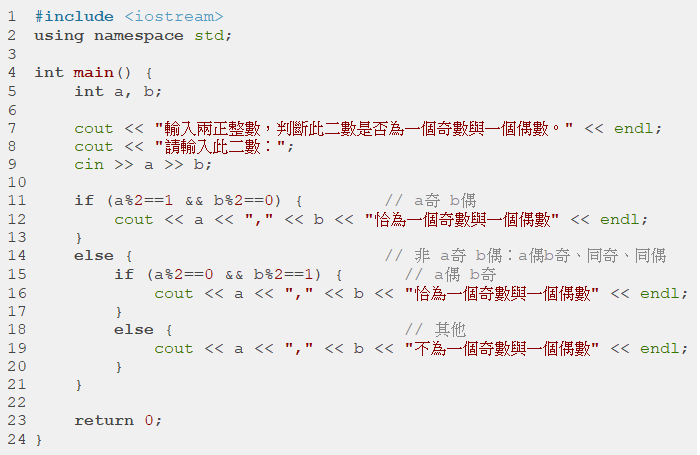 1 #include <iostream>
2 using namespace std;
3
4 int main() {
5     int a, b;
6
7     cout << "輸入兩正整數，判斷此二數是否為一個奇數與一個偶數。" << endl;
8     cout << "請輸入此二數：";
9     cin >> a >> b;
10
11     if (a%2==1 && b%2==0) {        // a奇 b偶
12         cout << a << "," << b << "恰為一個奇數與一個偶數" << endl;
13     }
14     else {                         // 非 a奇 b偶：a偶b奇、同奇、同偶
15         if (a%2==0 && b%2==1) {      // a偶 b奇
16             cout << a << "," << b << "恰為一個奇數與一個偶數" << endl;
17         }
18         else {                       // 其他
19             cout << a << "," << b << "不為一個奇數與一個偶數" << endl;
20         }
21     }
22
23     return 0;
24 }